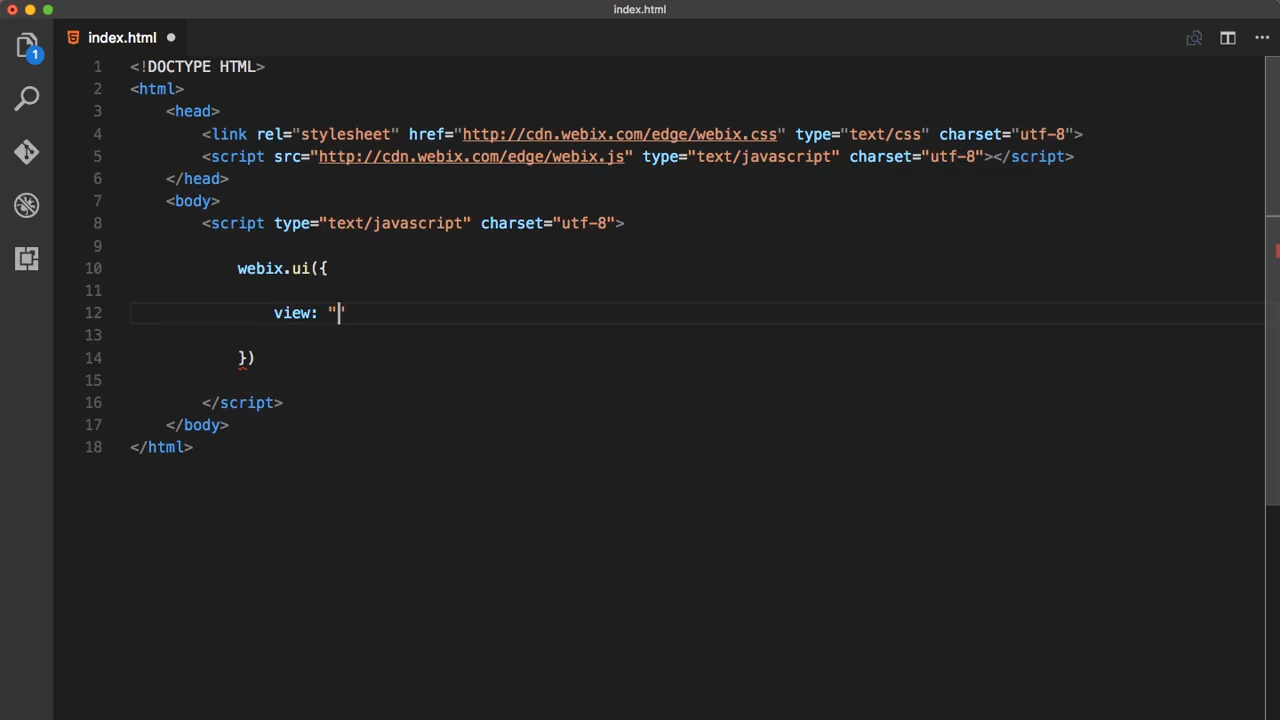 index.html
index.html
1
1 <!DOCTYPE HTML>
2 <html>
3 <head>
4 <link rel="stylesheet" href="http://cdn.webix.com/edge/webix.css" type="text/css" charset="utf-8">
5 <script src="http://cdn.webix.com/edge/webix.js" type="text/javascript" charset="utf-8"></script>
6 </head>
7 <body>
8 <script type="text/javascript" charset="utf-8">
9
10 webix.ui({
11
12 view: ""
13
14 })
15
16 </script>
17 </body>
18 </html>